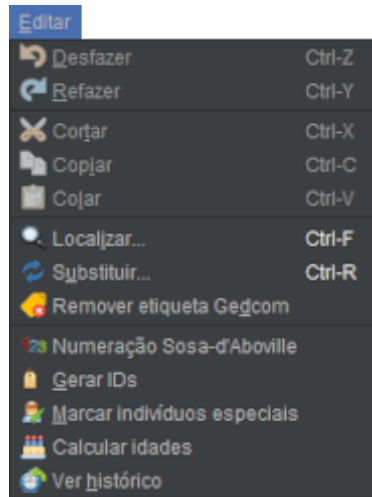 Editar
Desfazer Ctrl-Z
Refazer Ctrl-Y
Cortar Ctrl-X
Copiar Ctrl-C
Colar Ctrl-V
Localizar... Ctrl-F
Substituir... Ctrl-R
Remover etiqueta Gedcom
123 Numeração Sosa-d'Aboville
Gerar IDs
Marcar indivíduos especiais
Calcular idades
Ver histórico